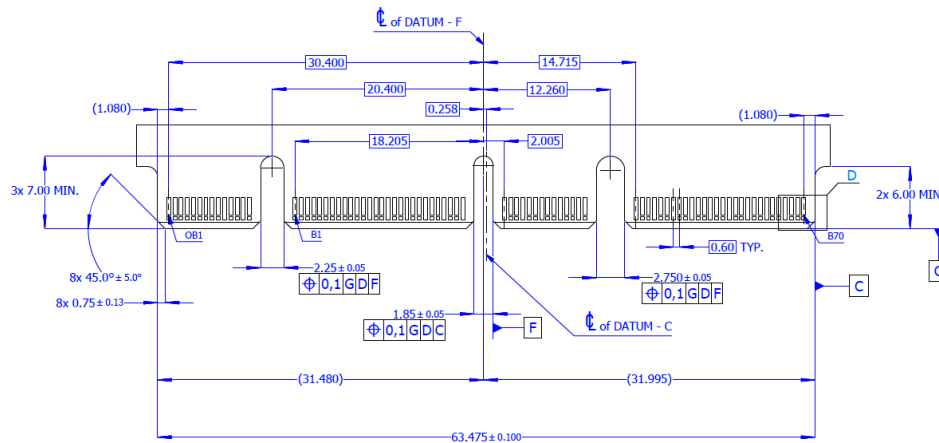 ℄ of DATUM - F
30.400
14.715
20.400
12.260
(1.080)
0.258
(1.080)
18.205
2.005
3x 7.00 MIN.
2x 6.00 MIN.
D
OB1
B1
B70
0.60 TYP.
G
8x 45.0° ± 5.0°
2.25 ± 0.05
⌖ 0,1 G D F
2.750 ± 0.05
⌖ 0,1 G D F
C
8x 0.75 ± 0.13
1.85 ± 0.05
⌖ 0,1 G D C
F
℄ of DATUM - C
(31.480)
(31.995)
63.475 ± 0.100